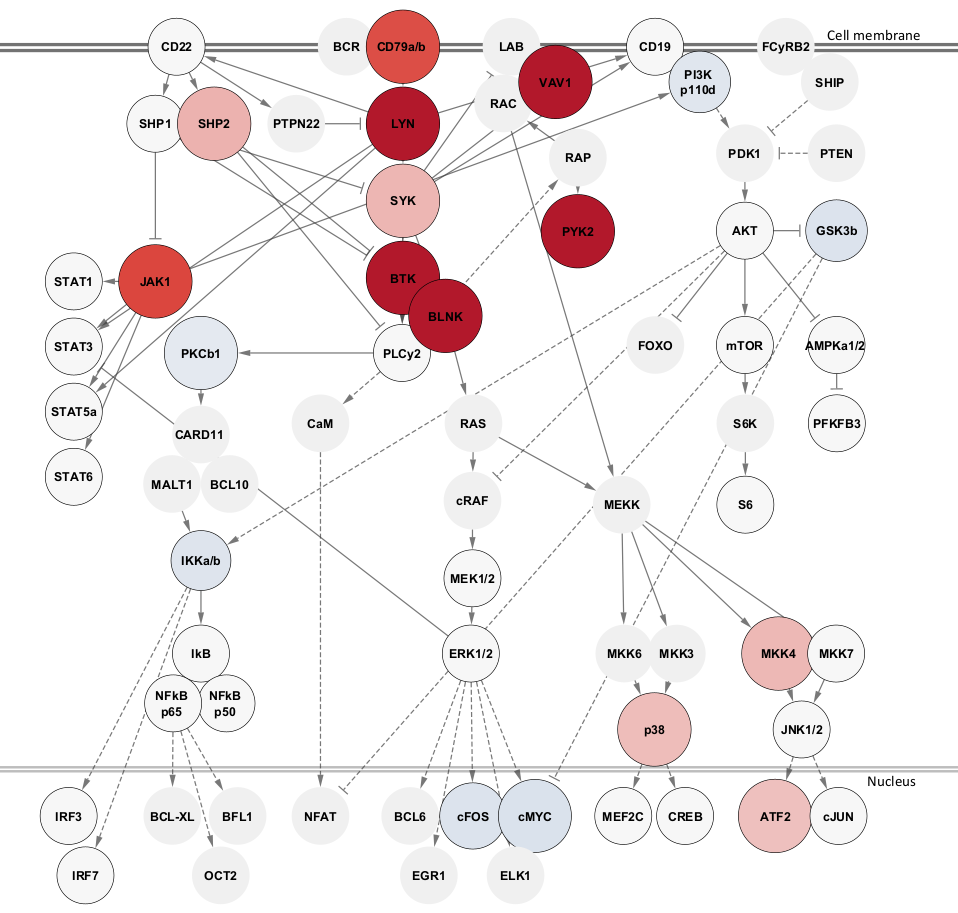 Cell membrane
CD22
BCR
CD79a/b
LAB
CD19
FCyRB2
VAV1
PI3K
p110d
SHIP
RAC
SHP1
SHP2
PTPN22
LYN
RAP
PDK1
PTEN
SYK
PYK2
AKT
GSK3b
STAT1
JAK1
BTK
BLNK
STAT3
PKCb1
PLCy2
FOXO
mTOR
AMPKa1/2
STAT5a
CARD11
CaM
RAS
S6K
PFKFB3
STAT6
MALT1
BCL10
cRAF
MEKK
S6
IKKa/b
MEK1/2
IkB
ERK1/2
MKK6
MKK3
MKK4
MKK7
NFkB
p65
NFkB
p50
p38
JNK1/2
Nucleus
IRF3
BCL-XL
BFL1
NFAT
BCL6
cFOS
cMYC
MEF2C
CREB
ATF2
cJUN
IRF7
OCT2
EGR1
ELK1